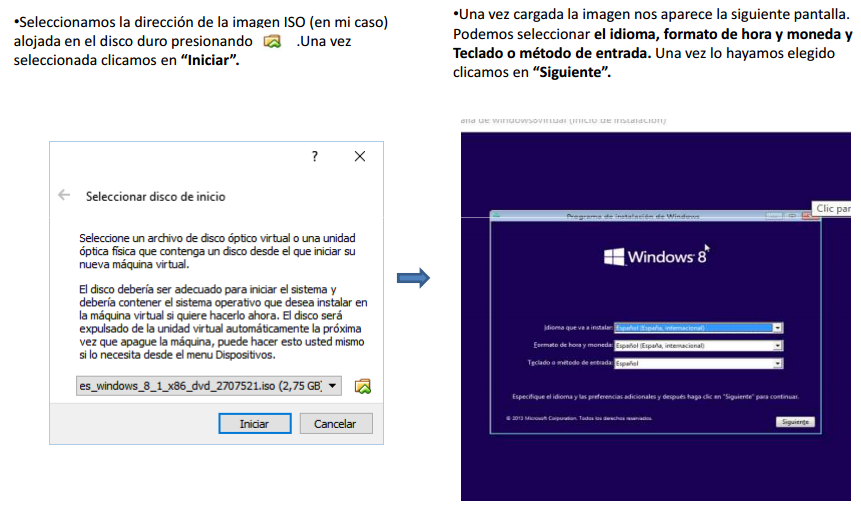 •Seleccionamos la dirección de la imagen ISO (en mi caso)
alojada en el disco duro presionando .Una vez
seleccionada clicamos en “Iniciar”.
•Una vez cargada la imagen nos aparece la siguiente pantalla.
Podemos seleccionar el idioma, formato de hora y moneda y
Teclado o método de entrada. Una vez lo hayamos elegido
clicamos en “Siguiente”.
?
Seleccionar disco de inicio
Seleccione un archivo de disco óptico virtual o una unidad
óptica física que contenga un disco desde el que iniciar su
nueva máquina virtual.
El disco debería ser adecuado para iniciar el sistema y
debería contener el sistema operativo que desea instalar en
la máquina virtual si quiere hacerlo ahora. El disco será
expulsado de la unidad virtual automáticamente la próxima
vez que apague la máquina, puede hacer esto usted mismo
si lo necesita desde el menu Dispositivos.
es_windows_8_1_x86_dvd_2707521.iso (2,75 GB)
Iniciar Cancelar
alla de windows8virtual (inicio de instalación)
Clic par
Programa de instalación de Windows
Windows 8
Idioma que va a instalar: Español (España, internacional)
Formato de hora y moneda: Español (España, internacional)
Teclado o método de entrada: Español
Especifique el idioma y las preferencias adicionales y después haga clic en "Siguiente" para continuar.
© 2013 Microsoft Corporation. Todos los derechos reservados.
Siguiente